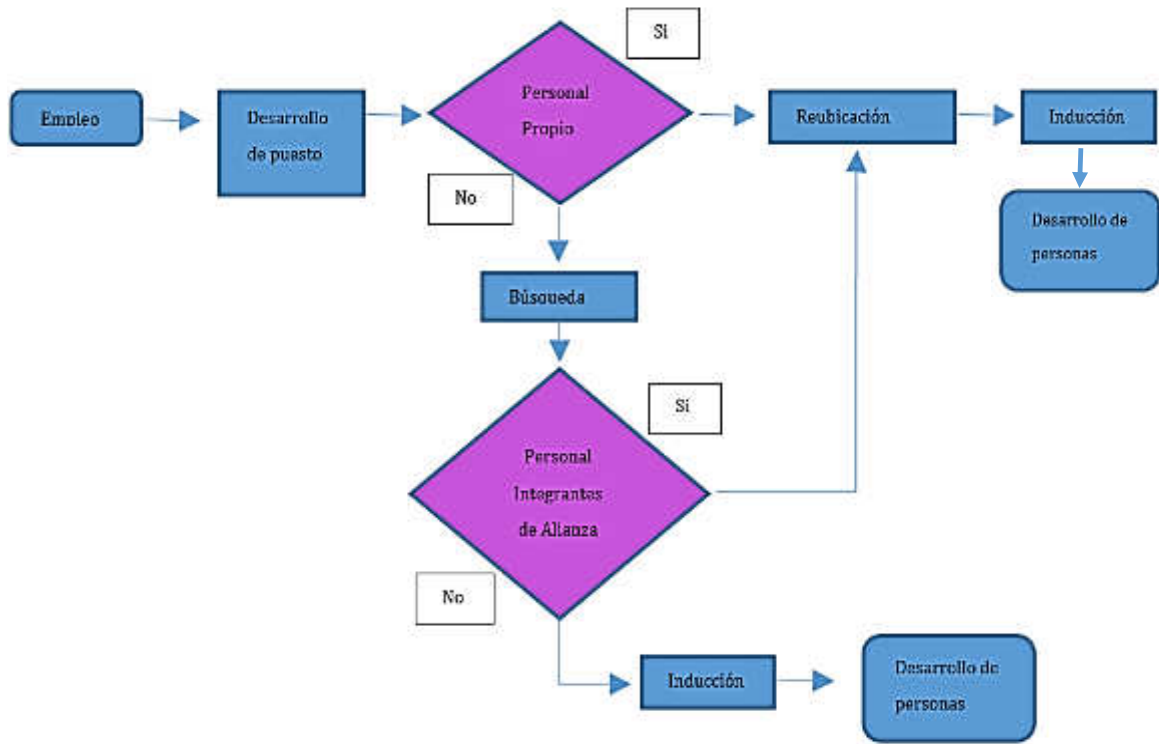 Empleo
Desarrollo
de puesto
Personal
Propio
Si
No
Reubicación
Inducción
Desarrollo de
personas
Búsqueda
Personal
Integrantes
de Alianza
Si
No
Inducción
Desarrollo de
personas